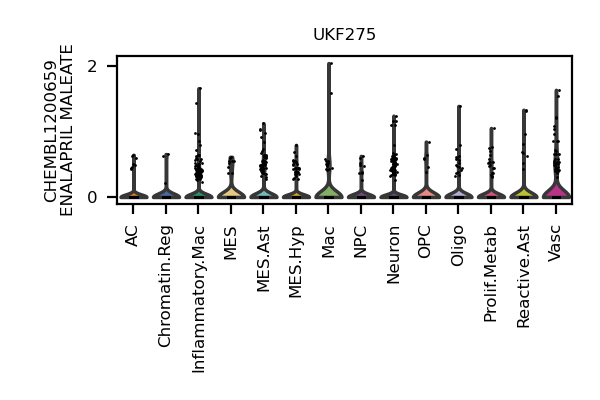 UKF275
CHEMBL1200659
ENALAPRIL MALEATE
2
0
AC
Chromatin.Reg
Inflammatory.Mac
MES
MES.Ast
MES.Hyp
Mac
NPC
Neuron
OPC
Oligo
Prolif.Metab
Reactive.Ast
Vasc